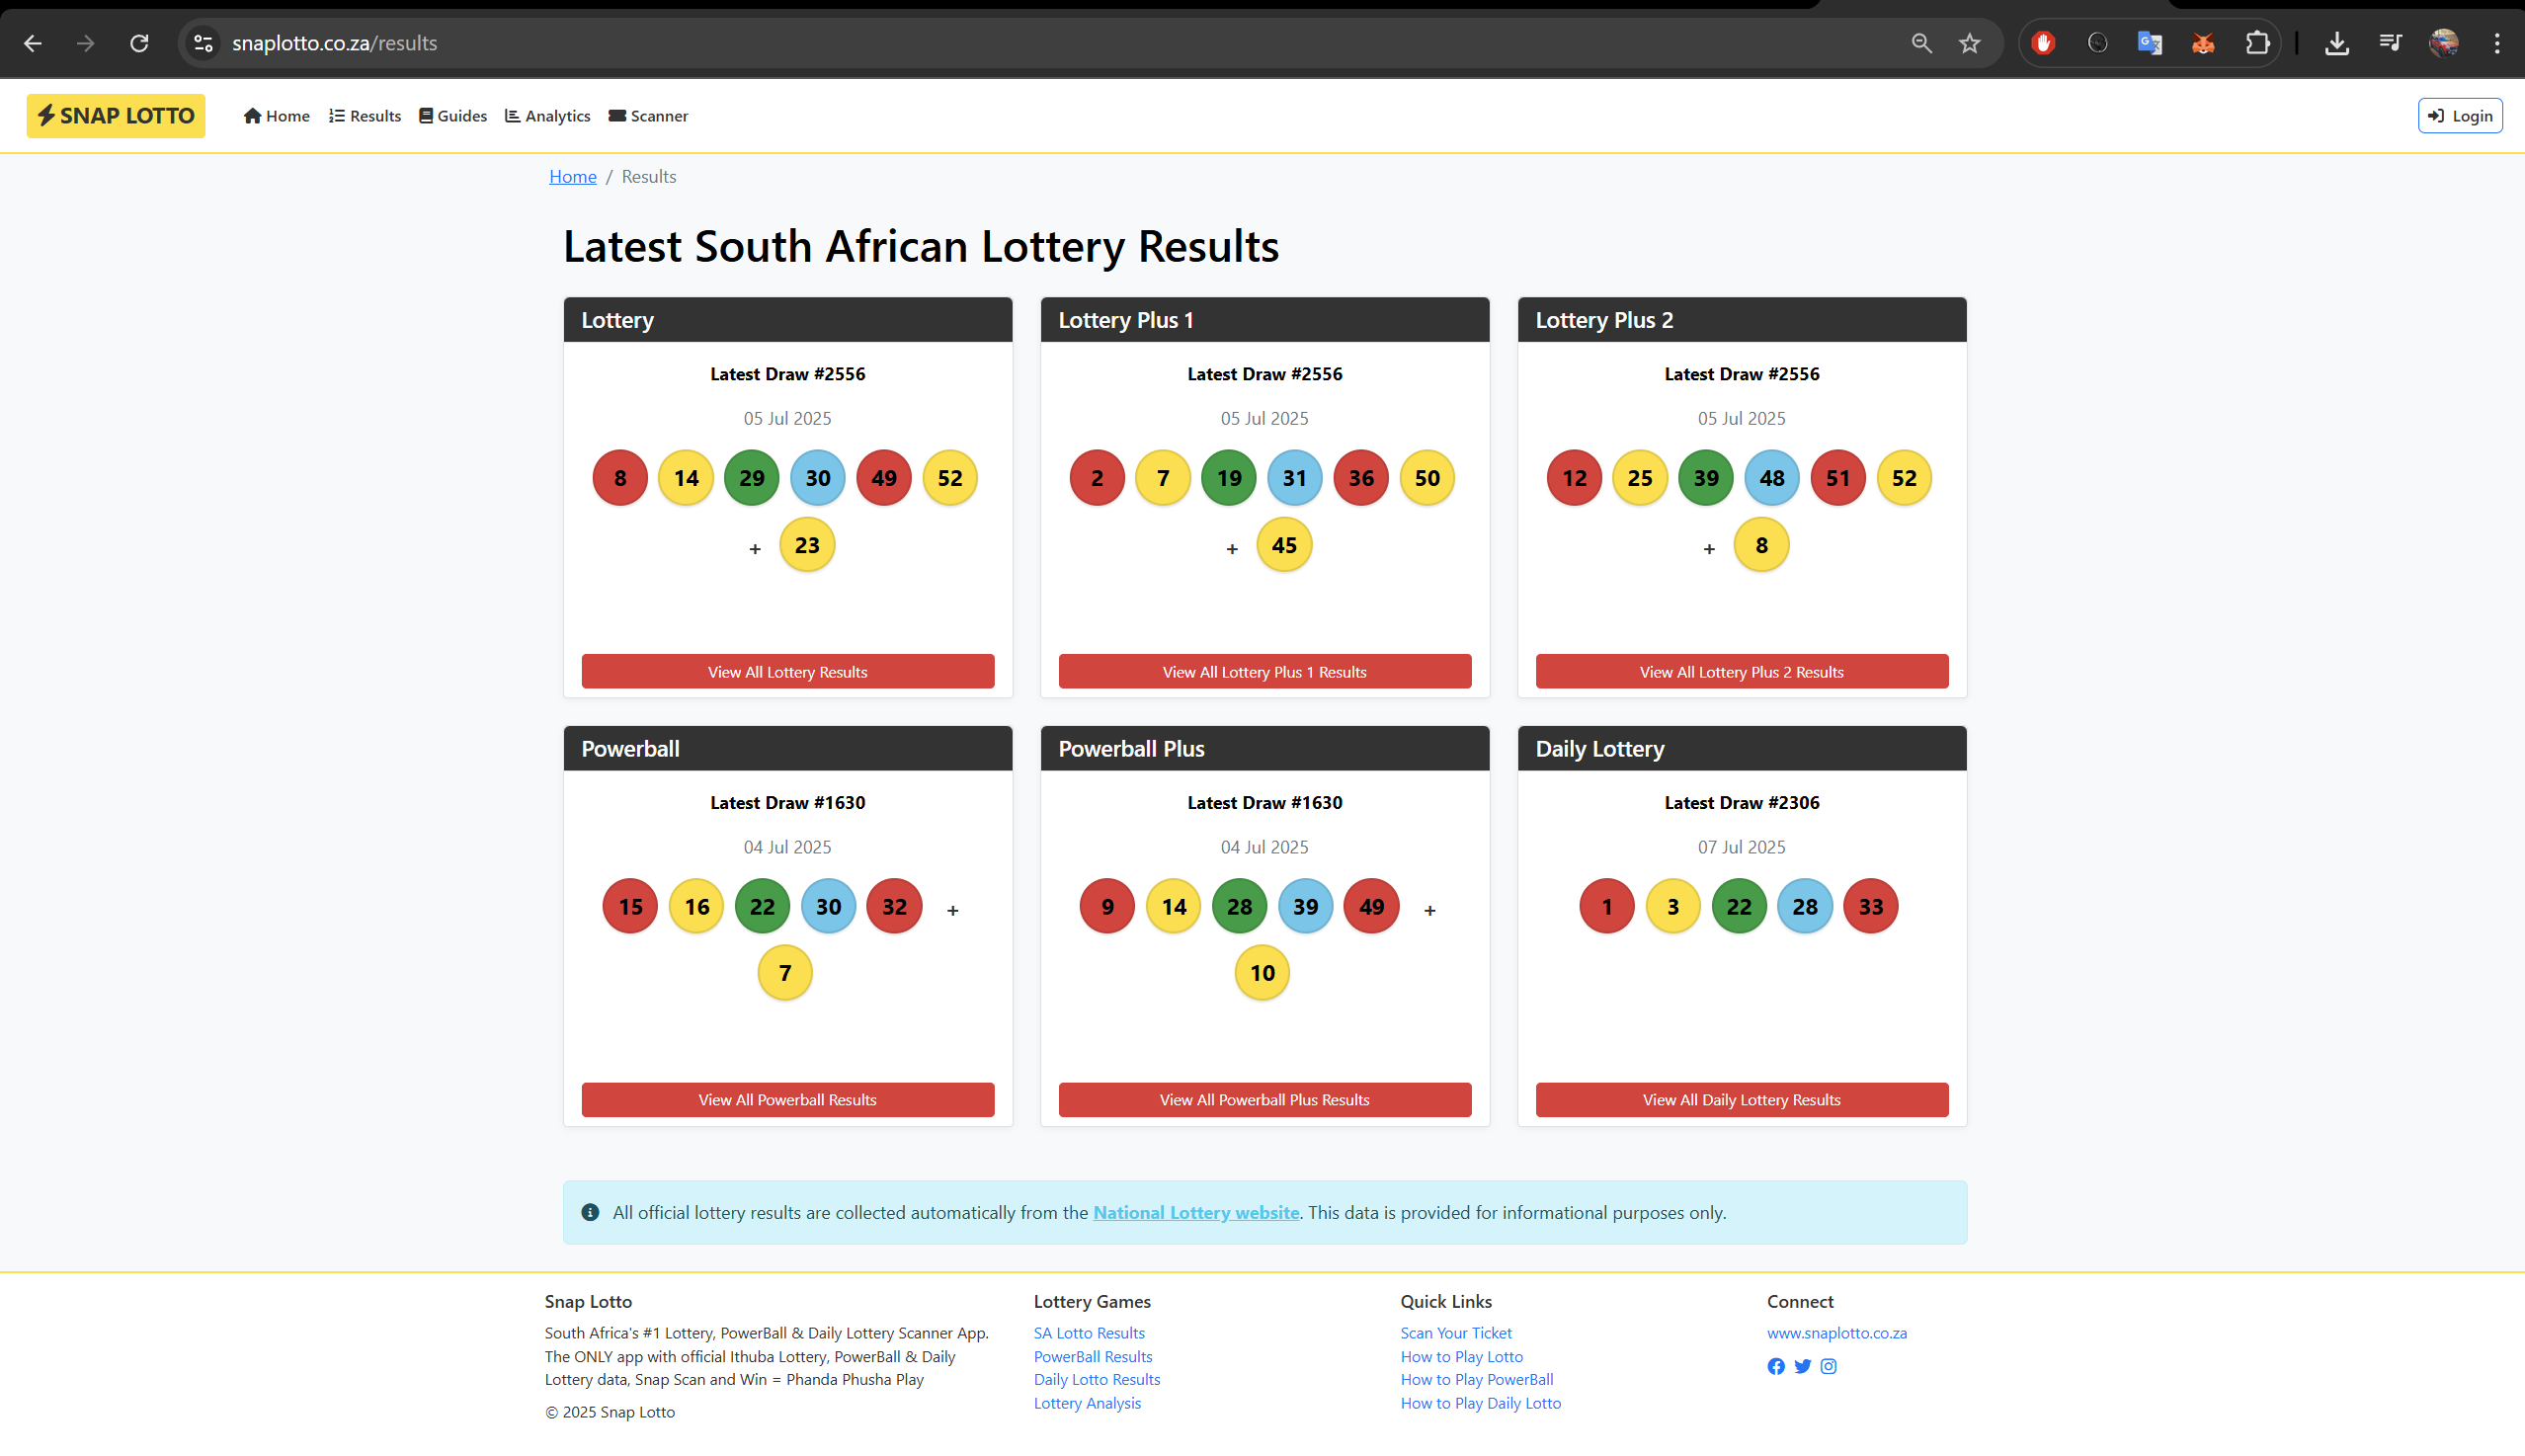 snaplotto.co.za/results
SNAP LOTTO
Home
Results
Guides
Analytics
Scanner
Login
Home / Results
Latest South African Lottery Results
Lottery
Latest Draw #2556
05 Jul 2025
8 14 29 30 49 52
+ 23
View All Lottery Results
Lottery Plus 1
Latest Draw #2556
05 Jul 2025
2 7 19 31 36 50
+ 45
View All Lottery Plus 1 Results
Lottery Plus 2
Latest Draw #2556
05 Jul 2025
12 25 39 48 51 52
+ 8
View All Lottery Plus 2 Results
Powerball
Latest Draw #1630
04 Jul 2025
15 16 22 30 32 +
7
View All Powerball Results
Powerball Plus
Latest Draw #1630
04 Jul 2025
9 14 28 39 49 +
10
View All Powerball Plus Results
Daily Lottery
Latest Draw #2306
07 Jul 2025
1 3 22 28 33
View All Daily Lottery Results
All official lottery results are collected automatically from the National Lottery website. This data is provided for informational purposes only.
Snap Lotto
South Africa's #1 Lottery, PowerBall & Daily Lottery Scanner App.
The ONLY app with official Ithuba Lottery, PowerBall & Daily
Lottery data, Snap Scan and Win = Phanda Phusha Play
© 2025 Snap Lotto
Lottery Games
SA Lotto Results
PowerBall Results
Daily Lotto Results
Lottery Analysis
Quick Links
Scan Your Ticket
How to Play Lotto
How to Play PowerBall
How to Play Daily Lotto
Connect
www.snaplotto.co.za